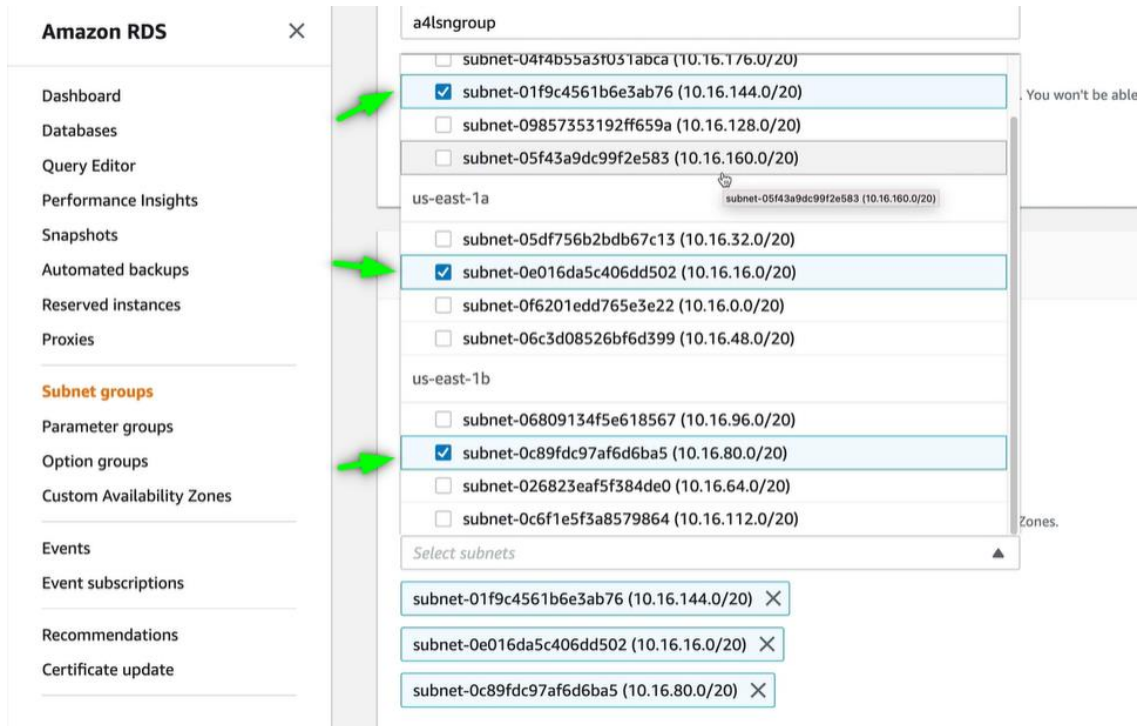 Amazon RDS
Dashboard
Databases
Query Editor
Performance Insights
Snapshots
Automated backups
Reserved instances
Proxies
Subnet groups
Parameter groups
Option groups
Custom Availability Zones
Events
Event subscriptions
Recommendations
Certificate update
a4lsngroup
subnet-04f4b55a3f031abca (10.16.176.0/20)
subnet-01f9c4561b6e3ab76 (10.16.144.0/20)
. You won't be able
subnet-09857353192ff659a (10.16.128.0/20)
subnet-05f43a9dc99f2e583 (10.16.160.0/20)
subnet-05f43a9dc99f2e583 (10.16.160.0/20)
us-east-1a
subnet-05df756b2bdb67c13 (10.16.32.0/20)
subnet-0e016da5c406dd502 (10.16.16.0/20)
subnet-0f6201edd765e3e22 (10.16.0.0/20)
subnet-06c3d08526bf6d399 (10.16.48.0/20)
us-east-1b
subnet-06809134f5e618567 (10.16.96.0/20)
subnet-0c89fdc97af6d6ba5 (10.16.80.0/20)
subnet-026823eaf5f384de0 (10.16.64.0/20)
subnet-0c6f1e5f3a8579864 (10.16.112.0/20)
Zones.
Select subnets
subnet-01f9c4561b6e3ab76 (10.16.144.0/20)
subnet-0e016da5c406dd502 (10.16.16.0/20)
subnet-0c89fdc97af6d6ba5 (10.16.80.0/20)